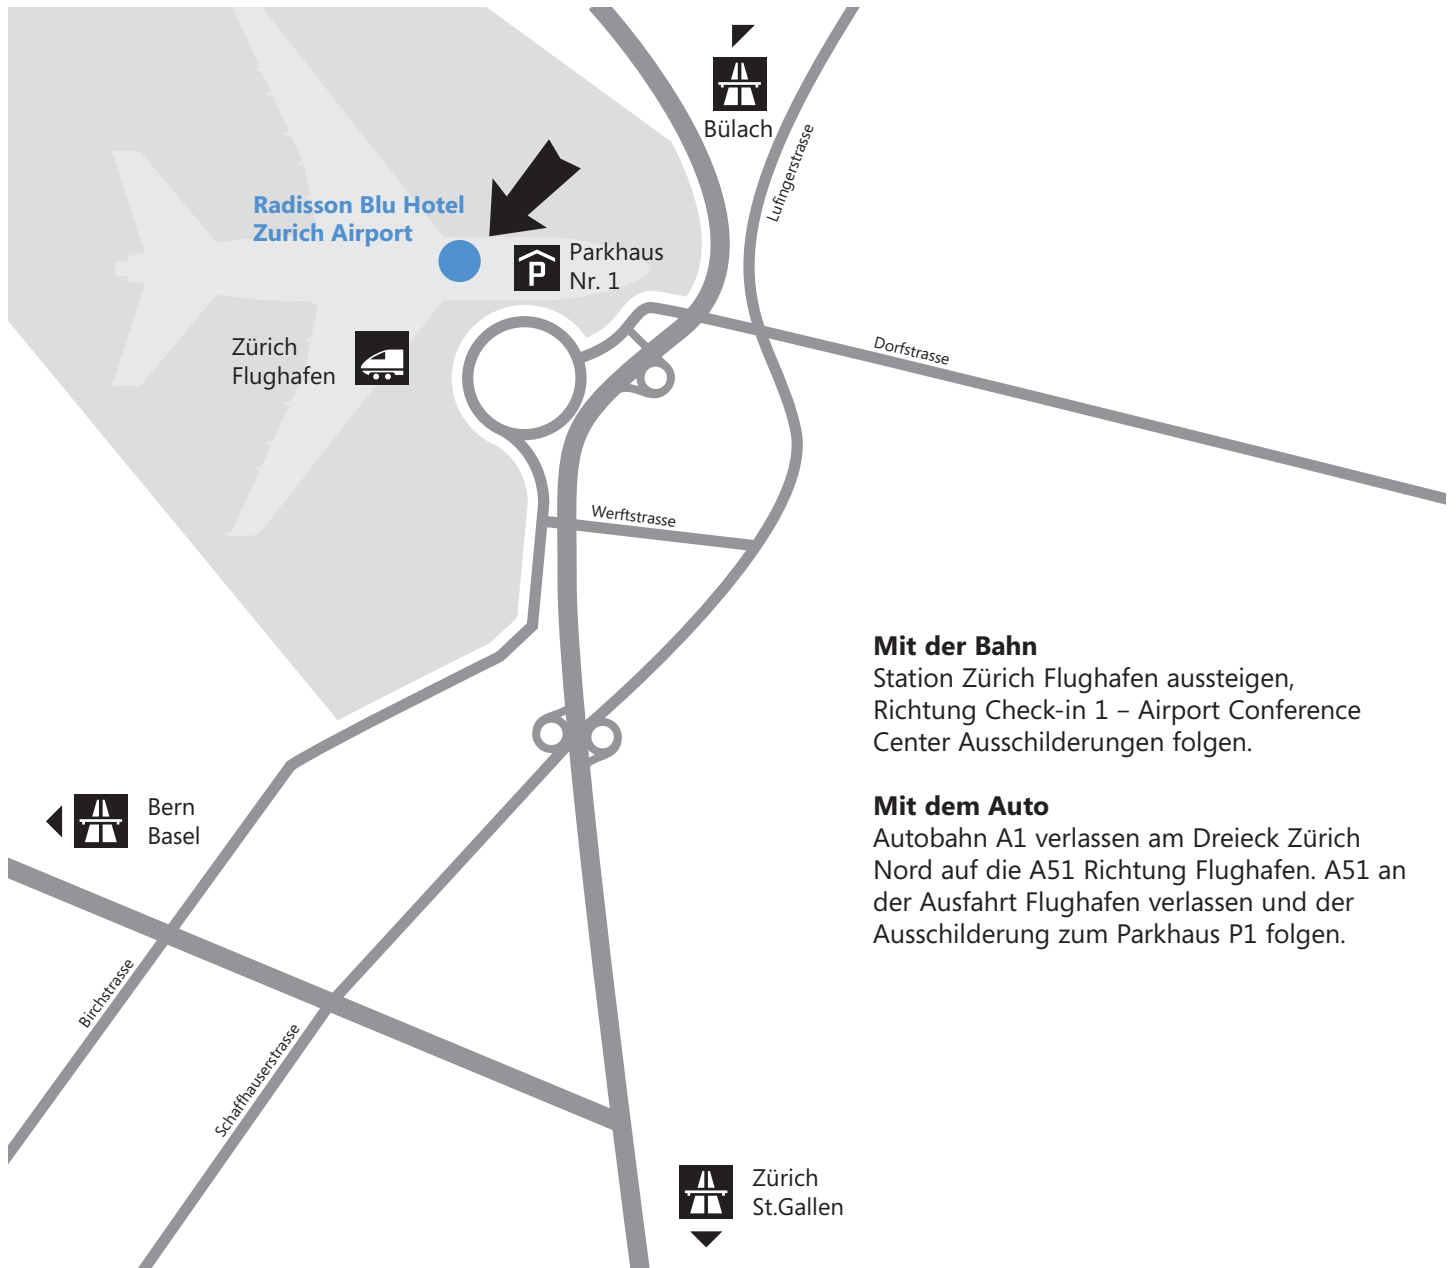 Bülach
Lufingerstrasse
Radisson Blu Hotel
Zurich Airport
P
Parkhaus
Nr. 1
Zürich
Flughafen
Dorfstrasse
Werftstrasse
Mit der Bahn
Station Zürich Flughafen aussteigen,
Richtung Check-in 1 – Airport Conference
Center Ausschilderungen folgen.
Mit dem Auto
Autobahn A1 verlassen am Dreieck Zürich
Nord auf die A51 Richtung Flughafen. A51 an
der Ausfahrt Flughafen verlassen und der
Ausschilderung zum Parkhaus P1 folgen.
Bern
Basel
Birchstrasse
Schaffhauserstrasse
Zürich
St.Gallen